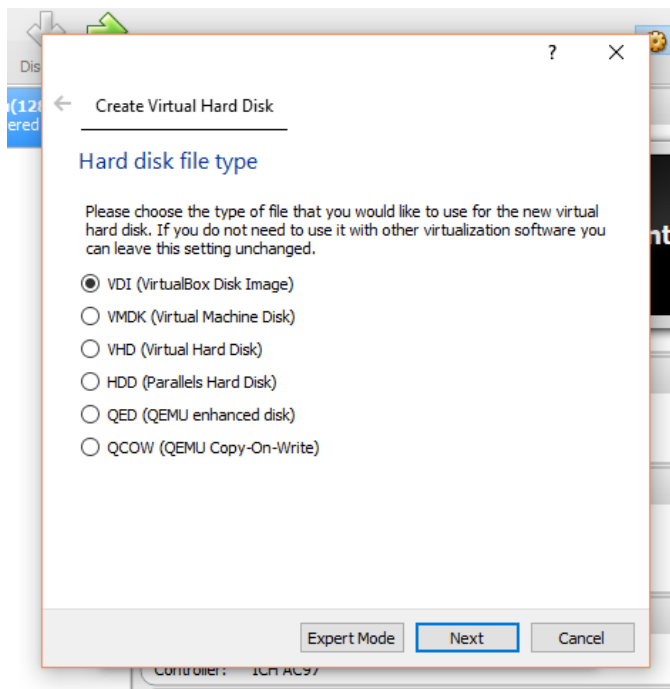 Dis
(128
ered
?
Create Virtual Hard Disk
Hard disk file type
Please choose the type of file that you would like to use for the new virtual
hard disk. If you do not need to use it with other virtualization software you
can leave this setting unchanged.
nt
VDI (VirtualBox Disk Image)
VMDK (Virtual Machine Disk)
VHD (Virtual Hard Disk)
HDD (Parallels Hard Disk)
QED (QEMU enhanced disk)
QCOW (QEMU Copy-On-Write)
Expert Mode Next Cancel
Controller: ICH AC97